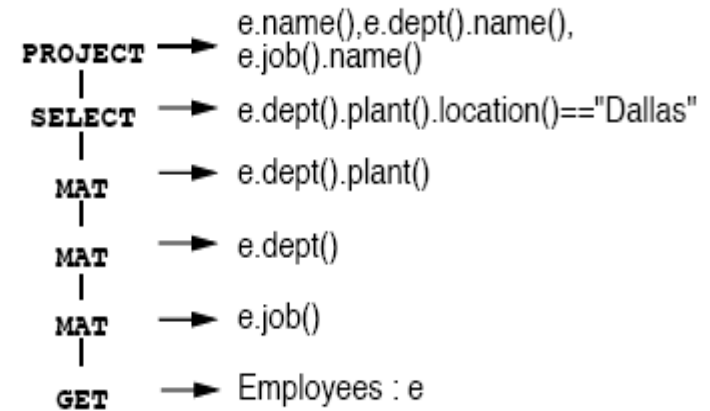 e.name(),e.dept().name(),
PROJECT e.job().name()
SELECT e.dept().plant().location()=="Dallas"
MAT e.dept().plant()
MAT e.dept()
MAT e.job()
GET Employees : e